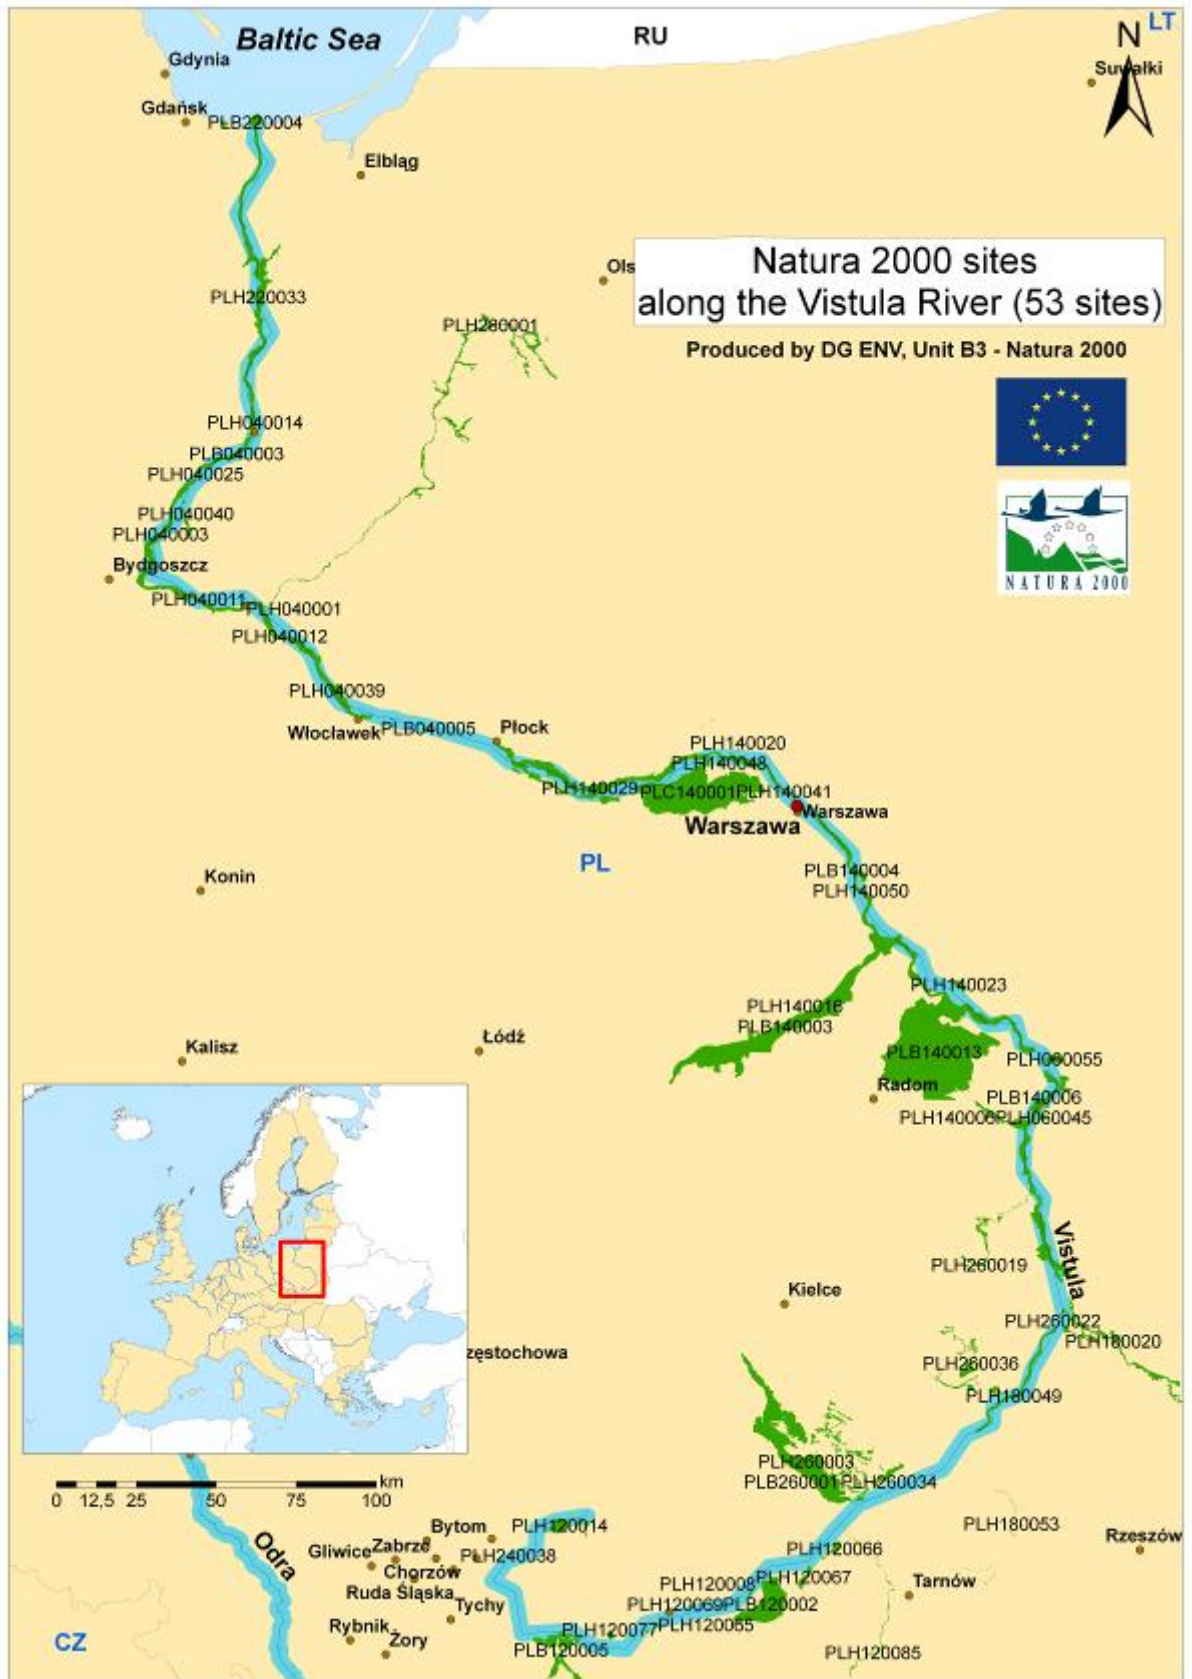 Baltic Sea
RU
LT
N
Gdynia
Suwałki
Gdańsk
PLB220004
Elbląg
Natura 2000 sites
along the Vistula River (53 sites)
Ols
PLH220033
PLH280001
Produced by DG ENV, Unit B3 - Natura 2000
PLH040014
PLB040003
PLH040025
PLH040040
PLH040003
Bydgoszcz
NATURA 2000
PLH040011
PLH040001
PLH040012
PLH040039
Włocławek
PLB040005
Płock
PLH140020
PLH140048
PLH140029
PLC140001
PLH140041
Warszawa
Warszawa
PL
PLB140004
PLH140050
Konin
PLH140023
PLH140016
PLB140003
Kalisz
Łódź
PLB140013
PLH060055
Radom
PLB140006
PLH140006
PLH060045
Vistula
PLH260019
Kielce
PLH260022
PLH180020
zęstochowa
PLH260036
PLH180049
PLH260003
PLB260001
PLH260034
km
0 12,5 25 50 75 100
Odra
Bytom
PLH120014
PLH180053
Rzeszów
Gliwice
Zabrze
PLH240038
PLH120066
Chorzów
Ruda Śląska
PLH120008
PLH120067
Tarnów
Tychy
PLH120069
PLB120002
Rybnik
PLH120077
PLH120065
CZ
Żory
PLB120005
PLH120085